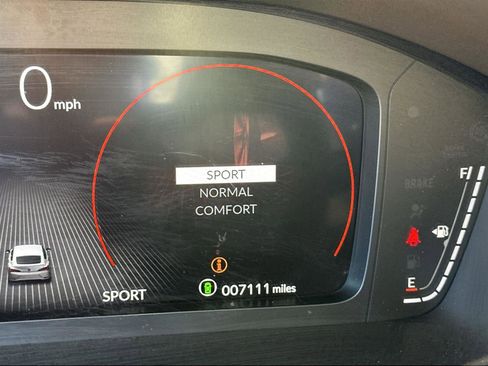 0 mph
SPORT
NORMAL
COMFORT
F
BRAKE
E
SPORT
007111 miles